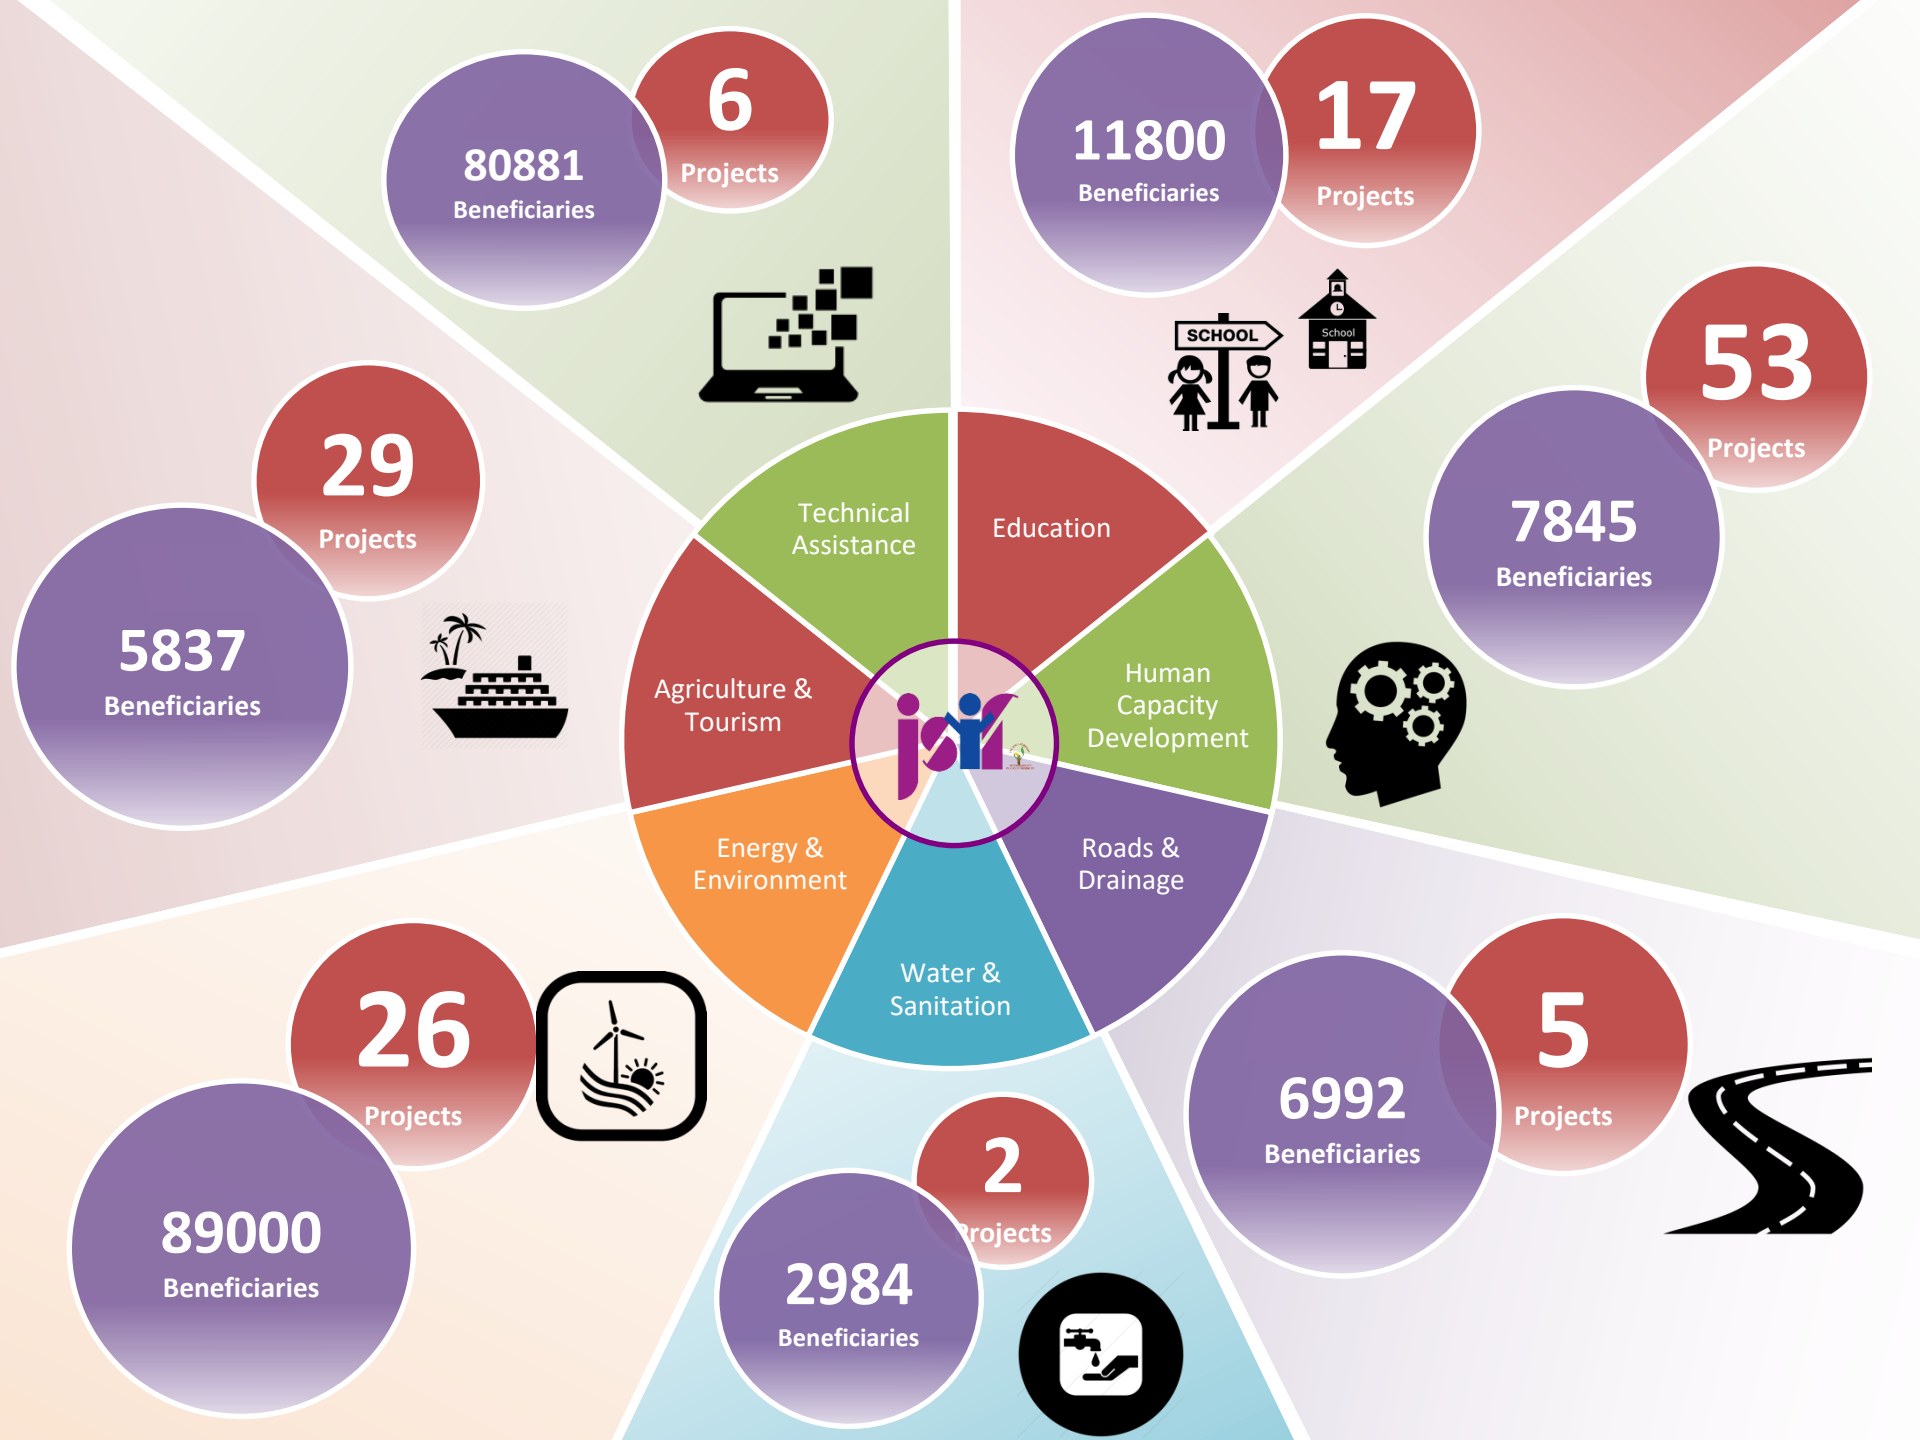 6
Projects
80881
Beneficiaries
17
Projects
11800
Beneficiaries
SCHOOL
School
53
Projects
7845
Beneficiaries
29
Projects
5837
Beneficiaries
Technical
Assistance
Education
Human
Capacity
Development
Agriculture &
Tourism
jsif
Energy &
Environment
Roads &
Drainage
Water &
Sanitation
26
Projects
89000
Beneficiaries
2
Projects
2984
Beneficiaries
5
Projects
6992
Beneficiaries